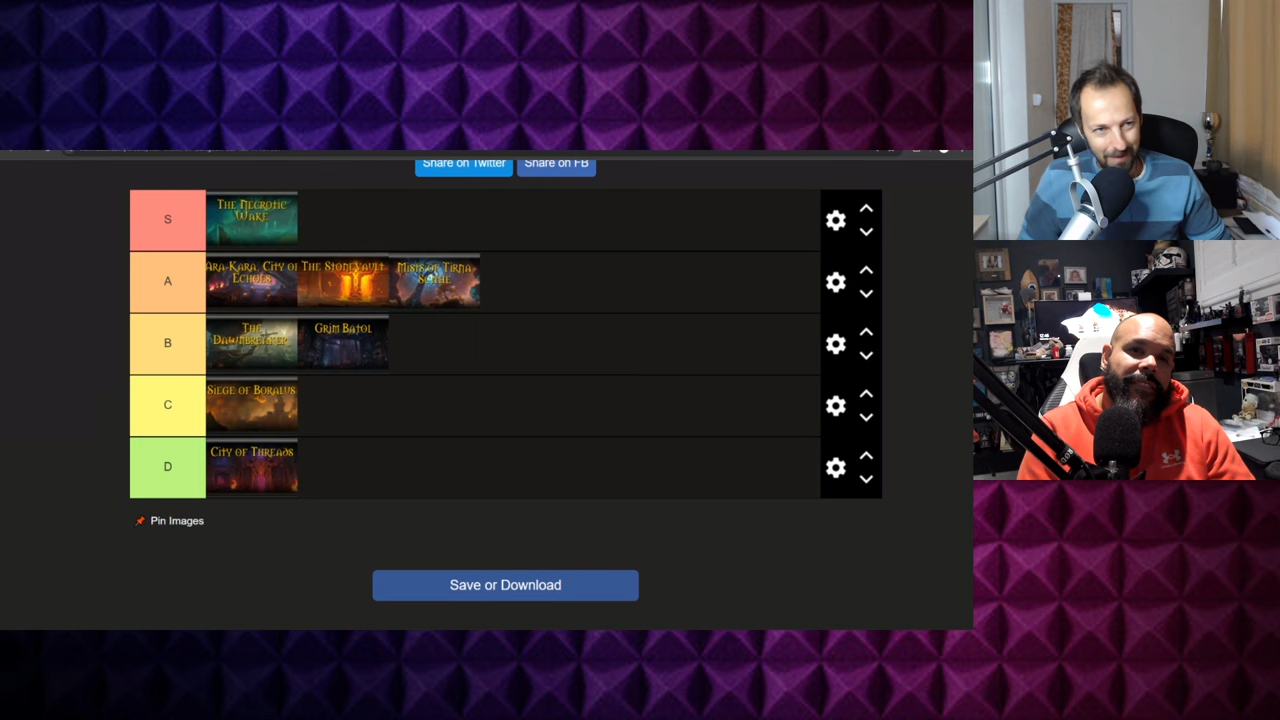 Share on Twitter
Share on FB
S
The Necrotic
Wake
A
Ara-Kara, City of
Echoes
The Stonevault
Mists of Tirna
Scithe
B
The
Dawnbreaker
Grim Batol
C
Siege of Boralus
D
City of Threads
Pin Images
Save or Download